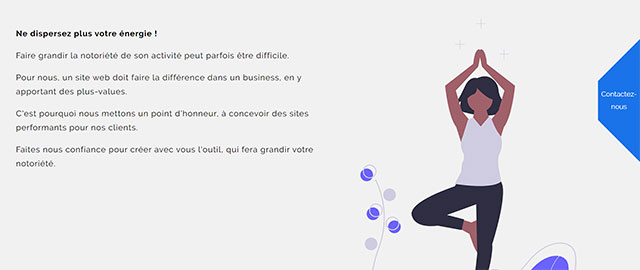 Ne dispersez plus votre énergie !
Faire grandir la notoriété de son activité peut parfois être difficile.
Pour nous, un site web doit faire la différence dans un business, en y
apportant des plus-values.
C'est pourquoi nous mettons un point d'honneur, à concevoir des sites
performants pour nos clients.
Faites nous confiance pour créer avec vous l'outil, qui fera grandir votre
notoriété.
Contactez-
nous